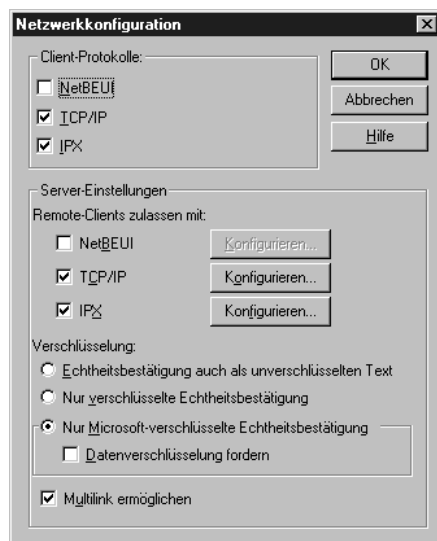 Netzwerkkonfiguration
Client-Protokolle:
NetBEUI
TCP/IP
IPX
OK
Abbrechen
Hilfe
Server-Einstellungen
Remote-Clients zulassen mit:
NetBEUI Konfigurieren...
TCP/IP Konfigurieren...
IPX Konfigurieren...
Verschlüsselung:
Echtheitsbestätigung auch als unverschlüsselten Text
Nur verschlüsselte Echtheitsbestätigung
Nur Microsoft-verschlüsselte Echtheitsbestätigung
Datenverschlüsselung fordern
Multilink ermöglichen